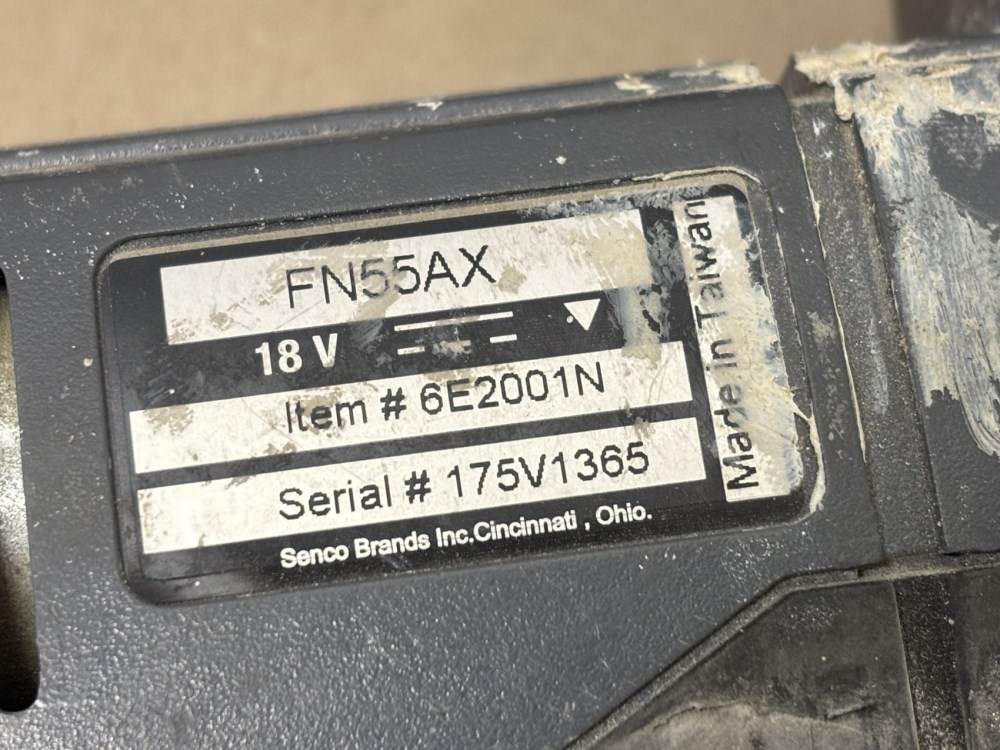 FN55AX
18 V
Item # 6E2001N
Serial # 175V1365
Senco Brands Inc.Cincinnati , Ohio.
Made in Taiwan